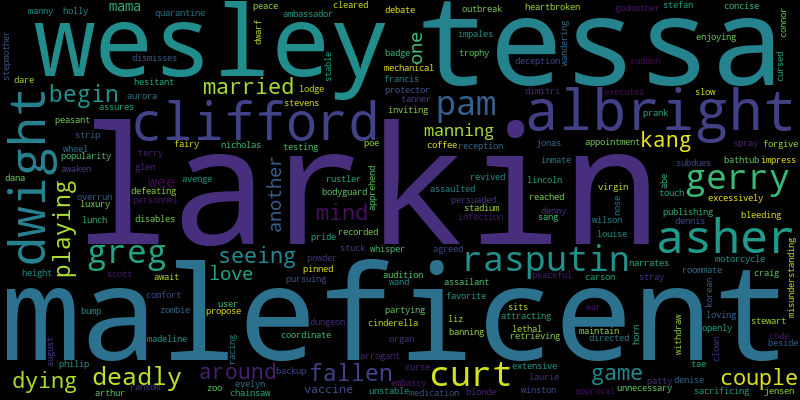 manny holly mama quarantine peace ambassador cleared debate outbreak heartbroken godmother stefan concise
wesley tessa
stepmother dwarf badge one impales trophy enjoying connor
dismisses stable mechanical wandering deception sudden
dare hesitant married francis protector cursed
begin aurora pam dimitri executes slow
assures lodge tanner inviting albright
peasant stevens clifford manning prank
dwight strip fairy nicholas testing poe coffee reception jonas appointment kang spray forgive
wheel popularity terry larkin inmate bathtub impress
awaken glen another revived abe
dana wee rustler apprehend assaulted lincoln virgin touch gerry
overrun defeating personnel avenge bodyguard persuaded reached nose excessively
luxury mind stadium denny wilson publishing bleeding
playing lunch disables recorded infection sang louise dennis asher
greg pride whisper agreed motorcycle misunderstanding
height seeing stuck powder rasputin narrates
scott await love pinned audition assailant peaceful carson stray roommate craig
comfort user pursuing wand favorite korean loving
maleficent
bump zombie propose dungeon partying sits ear openly stewart
madeline cinderella attracting horn
coordinate liz lethal maintain withdraw code
august racing organ banning retrieving directed clown beside
philip around arrogant fallen curt extensive tae game couple
dying deadly zoo evelyn backup curse laurie patty denise
arthur ransom chainsaw vaccine unstable embassy medication blonde winston approval unnecessary sacrificing jensen